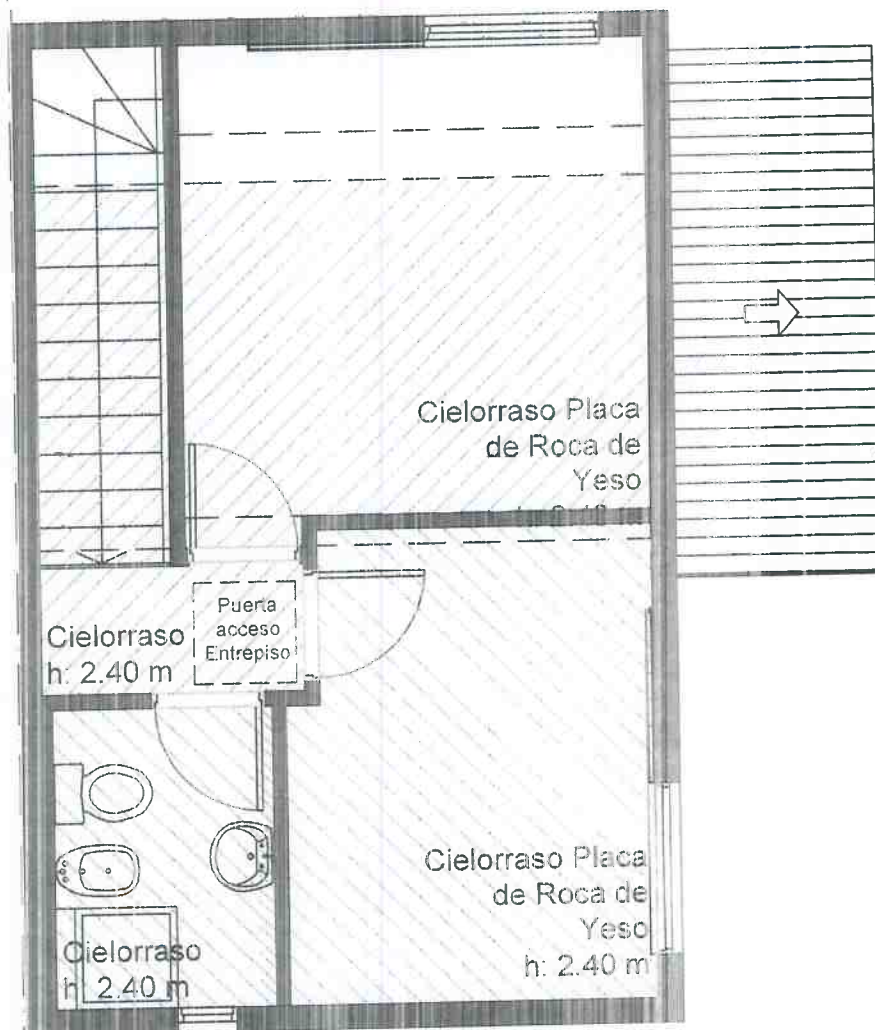 Cielorraso Placa
de Roca de
Yeso
Puerta
acceso
Entrepiso
Cielorraso
h: 2.40 m
Cielorraso Placa
de Roca de
Yeso
h: 2.40 m
Cielorraso
h: 2.40 m